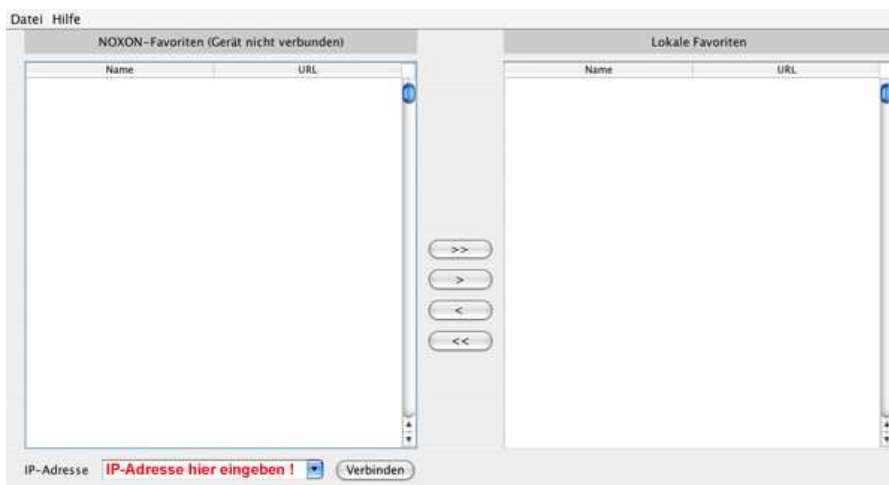 Datei Hilfe
NOXON-Favoriten (Gerät nicht verbunden)
Lokale Favoriten
Name URL
Name URL
>>
>
<
<<
IP-Adresse IP-Adresse hier eingeben ! Verbinden